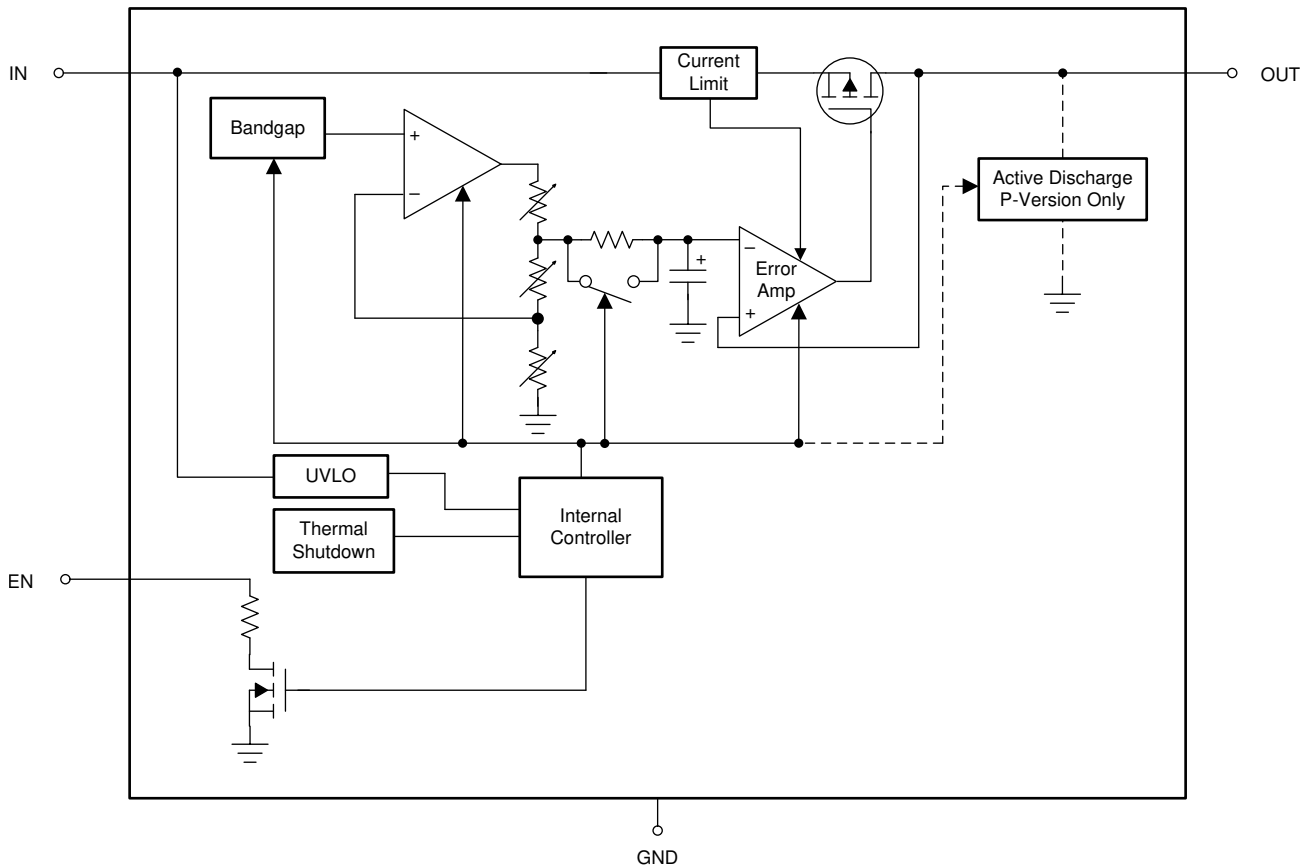 IN
Current
Limit
OUT
Bandgap
+
−
Active Discharge
P-Version Only
+
−
Error
Amp
+
UVLO
Thermal
Shutdown
Internal
Controller
EN
GND